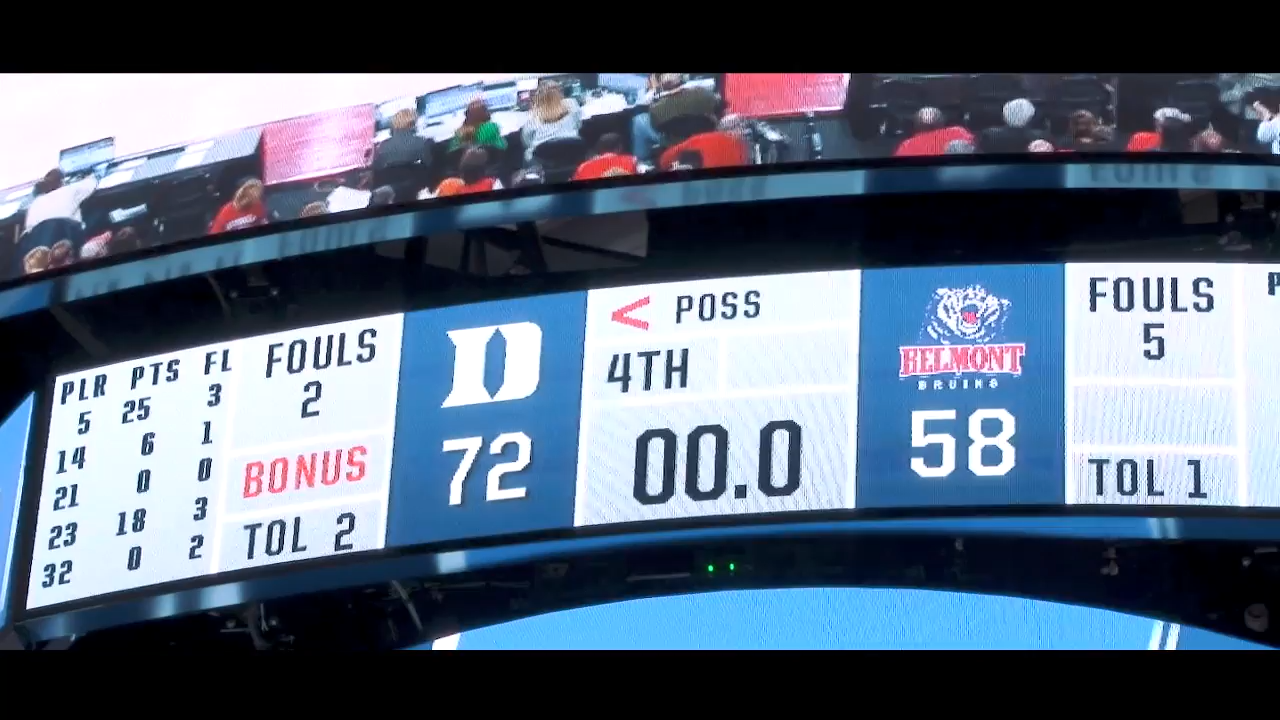 PLR PTS FL
5 25 3
14 6 1
21 0 0
23 18 3
32 0 2
FOULS
2
BONUS
TOL 2
D
72
< POSS
4TH
00.0
BELMONT
BRUINS
58
FOULS
5
TOL 1
P